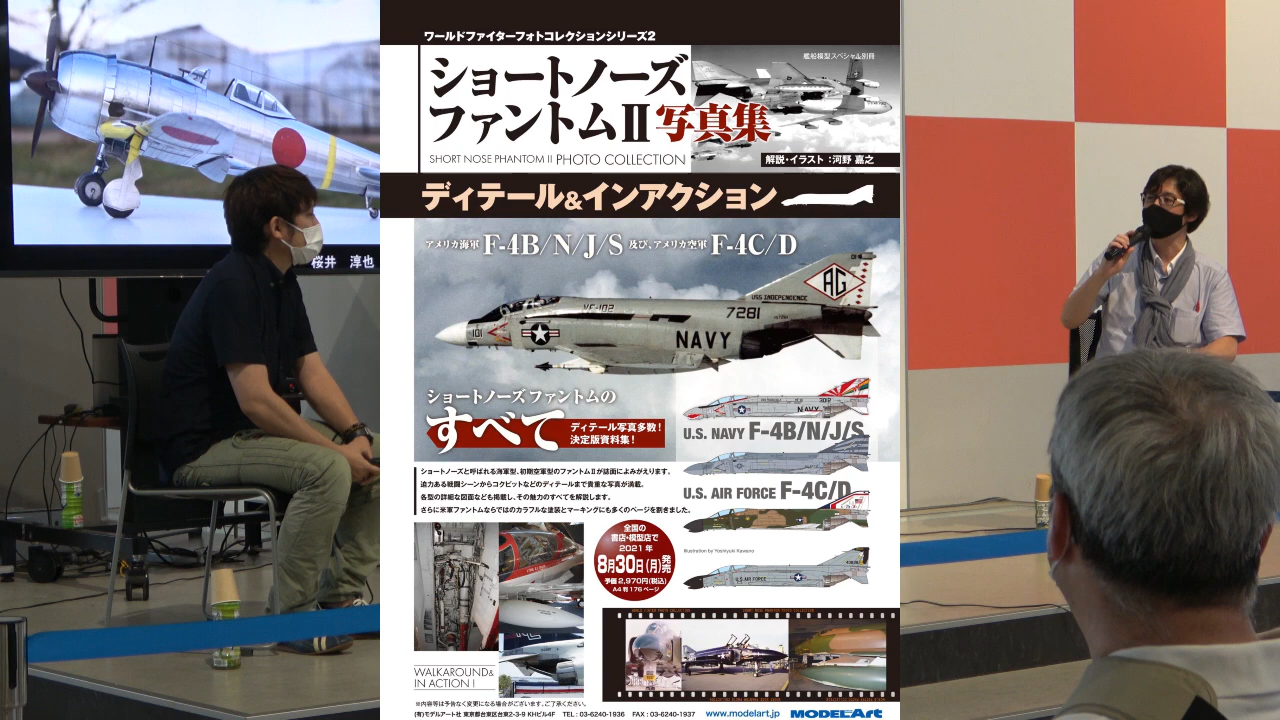 桜井 淳也
ワールドファイターフォトコレクションシリーズ2
艦船模型スペシャル別冊
ショートノーズ
ファントムⅡ写真集
SHORT NOSE PHANTOM II PHOTO COLLECTION
解説・イラスト：河野 嘉之
ディテール&インアクション
アメリカ海軍 F-4B/N/J/S 及び、アメリカ空軍 F-4C/D
AG
USS INDEPENDENCE
VF-102
7281
101
NAVY
ショートノーズファントムの
すべて
ディテール写真多数！
決定版資料集！
NAVY
U.S. NAVY F-4B/N/J/S
U.S. AIR FORCE F-4C/D
ショートノーズと呼ばれる海軍型、初期空軍型のファントムⅡが誌面によみがえります。
迫力ある戦闘シーンからコクピットなどのディテールまで貴重な写真が満載。
各型の詳細な図面なども掲載し、その魅力のすべてを解説します。
さらに米軍ファントムならではのカラフルな塗装とマーキングにも多くのページを割きました。
全国の
書店・模型店で
2021年
8月30日(月)発売
予価2,970円(税込)
A4判176ページ
Illustration by Yoshiyuki Kawano
U.S. AIR FORCE
WORLD FIGHTER PHOTO COLLECTION
SHORT NOSE PHANTOM PHOTO COLLECTION
WALKAROUND&
IN ACTION !
※内容等は予告なく変更になる場合がございます。ご了承ください。
(有)モデルアート社 東京都台東区台東2-3-9 KHビル4F TEL : 03-6240-1936 FAX : 03-6240-1937 www.modelart.jp MODELArt